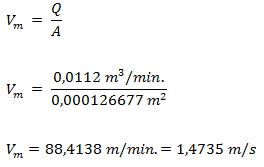 V_m = Q / A
V_m = 0,0112 m³/min. / 0,000126677 m²
V_m = 88,4138 m/min. = 1,4735 m/s